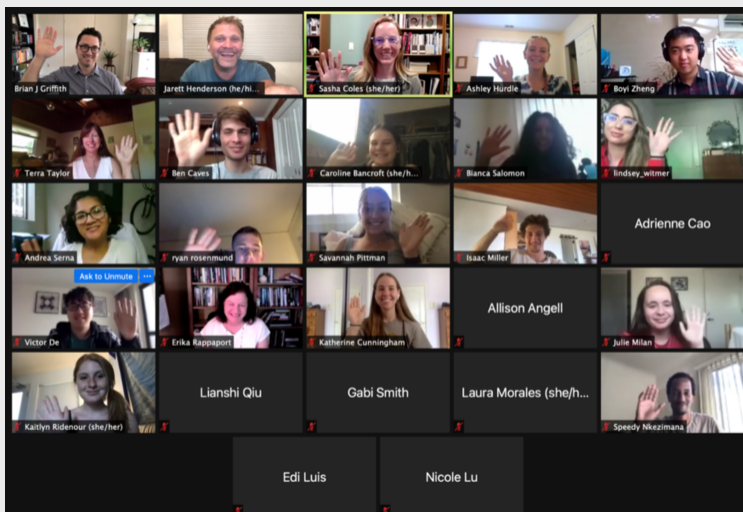 Brian J Griffith
Jarett Henderson (he/hi...
Sasha Coles (she/her)
Ashley Hurdle
Boyi Zheng
Terra Taylor
Ben Caves
Caroline Bancroft (she/h...
Bianca Salomon
lindsey_witmer
Andrea Serna
ryan rosenmund
Savannah Pittman
Isaac Miller
Adrienne Cao
Ask to Unmute ...
Victor De
Erika Rappaport
Katherine Cunningham
Allison Angell
Julie Milan
Kaitlyn Ridenour (she/her)
Lianshi Qiu
Gabi Smith
Laura Morales (she/h...
Speedy Nkezimana
Edi Luis
Nicole Lu